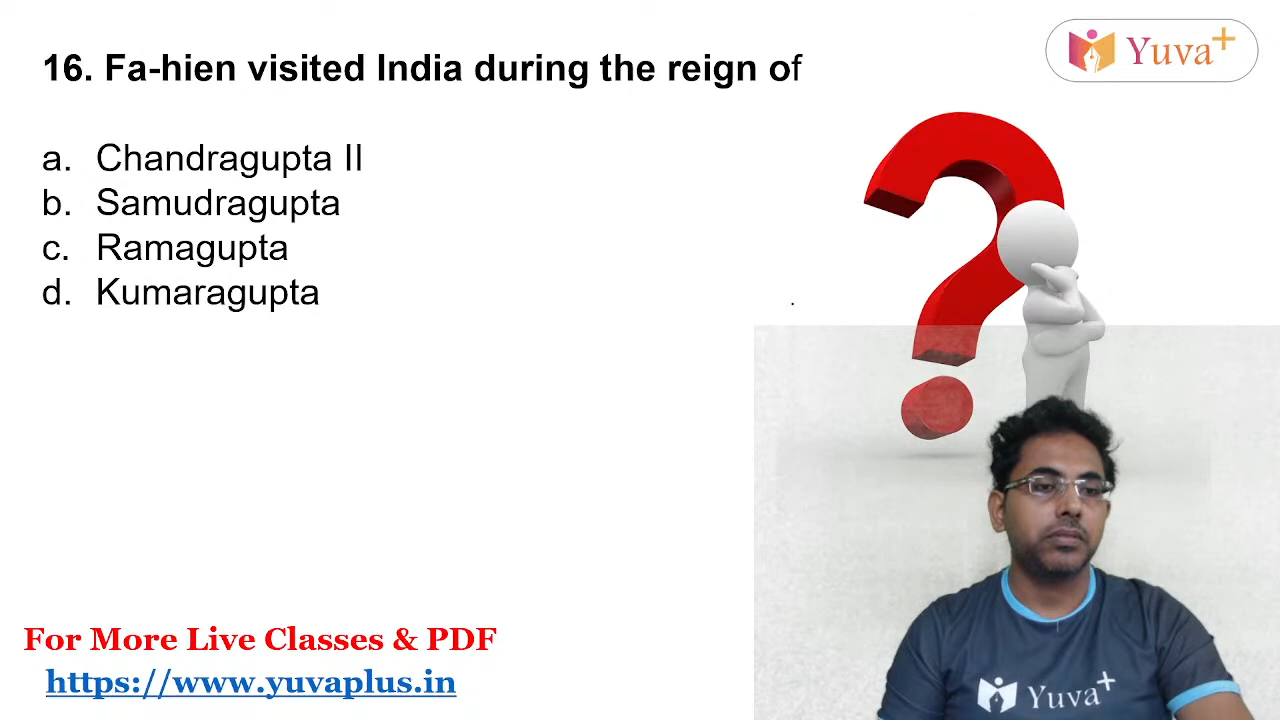 16. Fa-hien visited India during the reign of
Yuva+
a. Chandragupta II
b. Samudragupta
c. Ramagupta
d. Kumaragupta
For More Live Classes & PDF
https://www.yuvaplus.in
Yuva+